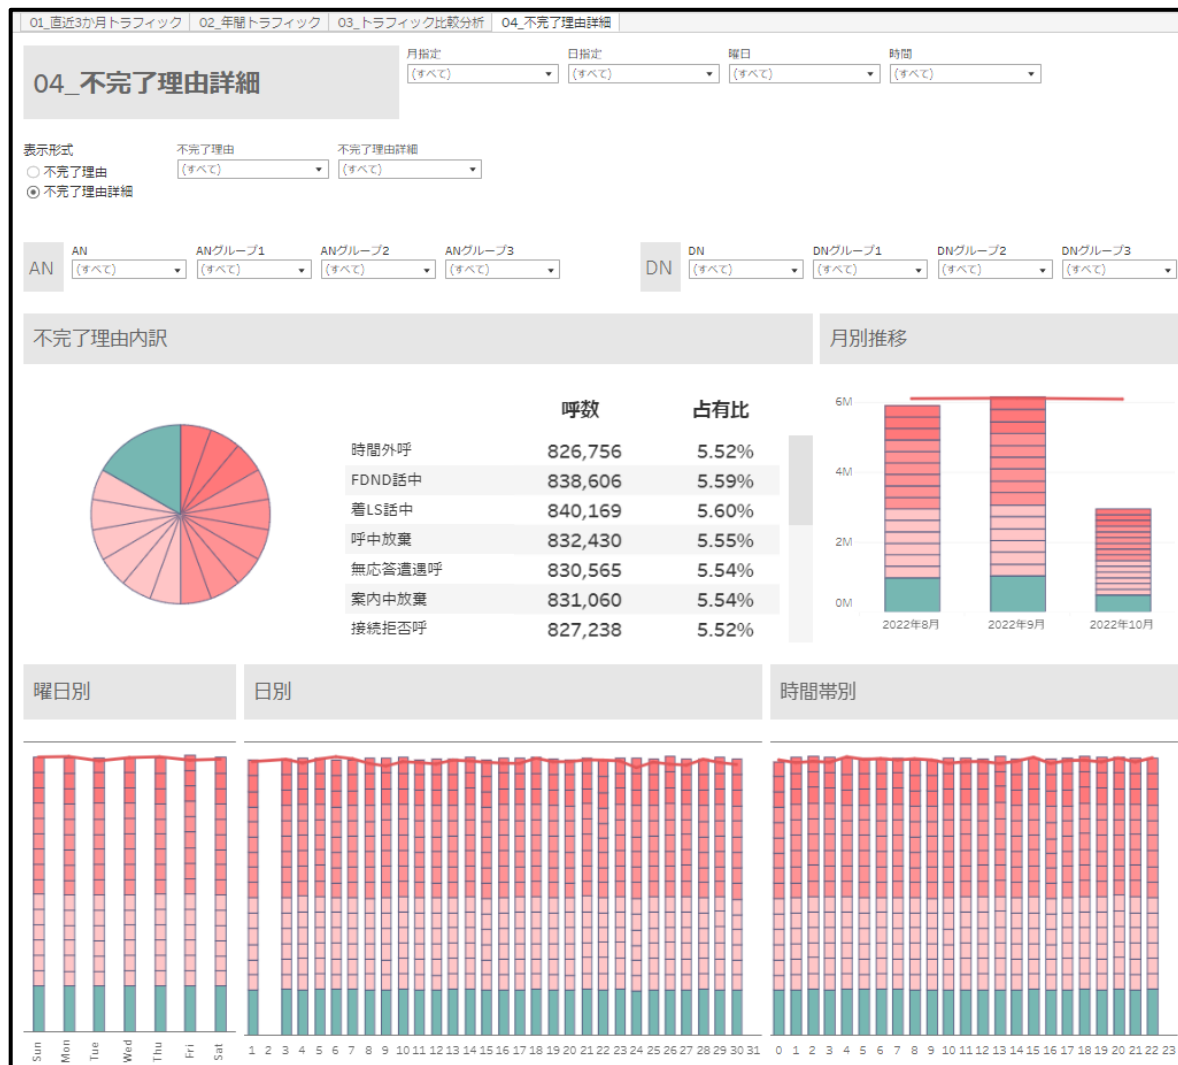 01_直近3か月トラフィック 02_年間トラフィック 03_トラフィック比較分析 04_不完了理由詳細
04_不完了理由詳細
月指定 日指定 曜日 時間
(すべて) (すべて) (すべて) (すべて)
表示形式 不完了理由 不完了理由詳細
不完了理由 (すべて) (すべて)
不完了理由詳細
AN AN ANグループ1 ANグループ2 ANグループ3 DN DN DNグループ1 DNグループ2 DNグループ3
(すべて) (すべて) (すべて) (すべて) (すべて) (すべて) (すべて) (すべて)
不完了理由内訳 月別推移
呼数 占有比
時間外呼 826,756 5.52%
FDND話中 838,606 5.59%
着LS話中 840,169 5.60%
呼中放棄 832,430 5.55%
無応答遭遇呼 830,565 5.54%
案内中放棄 831,060 5.54%
接続拒否呼 827,238 5.52%
6M
4M
2M
0M
2022年8月 2022年9月 2022年10月
曜日別 日別 時間帯別
Sun Mon Tue Wed Thu Fri Sat
1 2 3 4 5 6 7 8 9 10 11 12 13 14 15 16 17 18 19 20 21 22 23 24 25 26 27 28 29 30 31
0 1 2 3 4 5 6 7 8 9 10 11 12 13 14 15 16 17 18 19 20 21 22 23